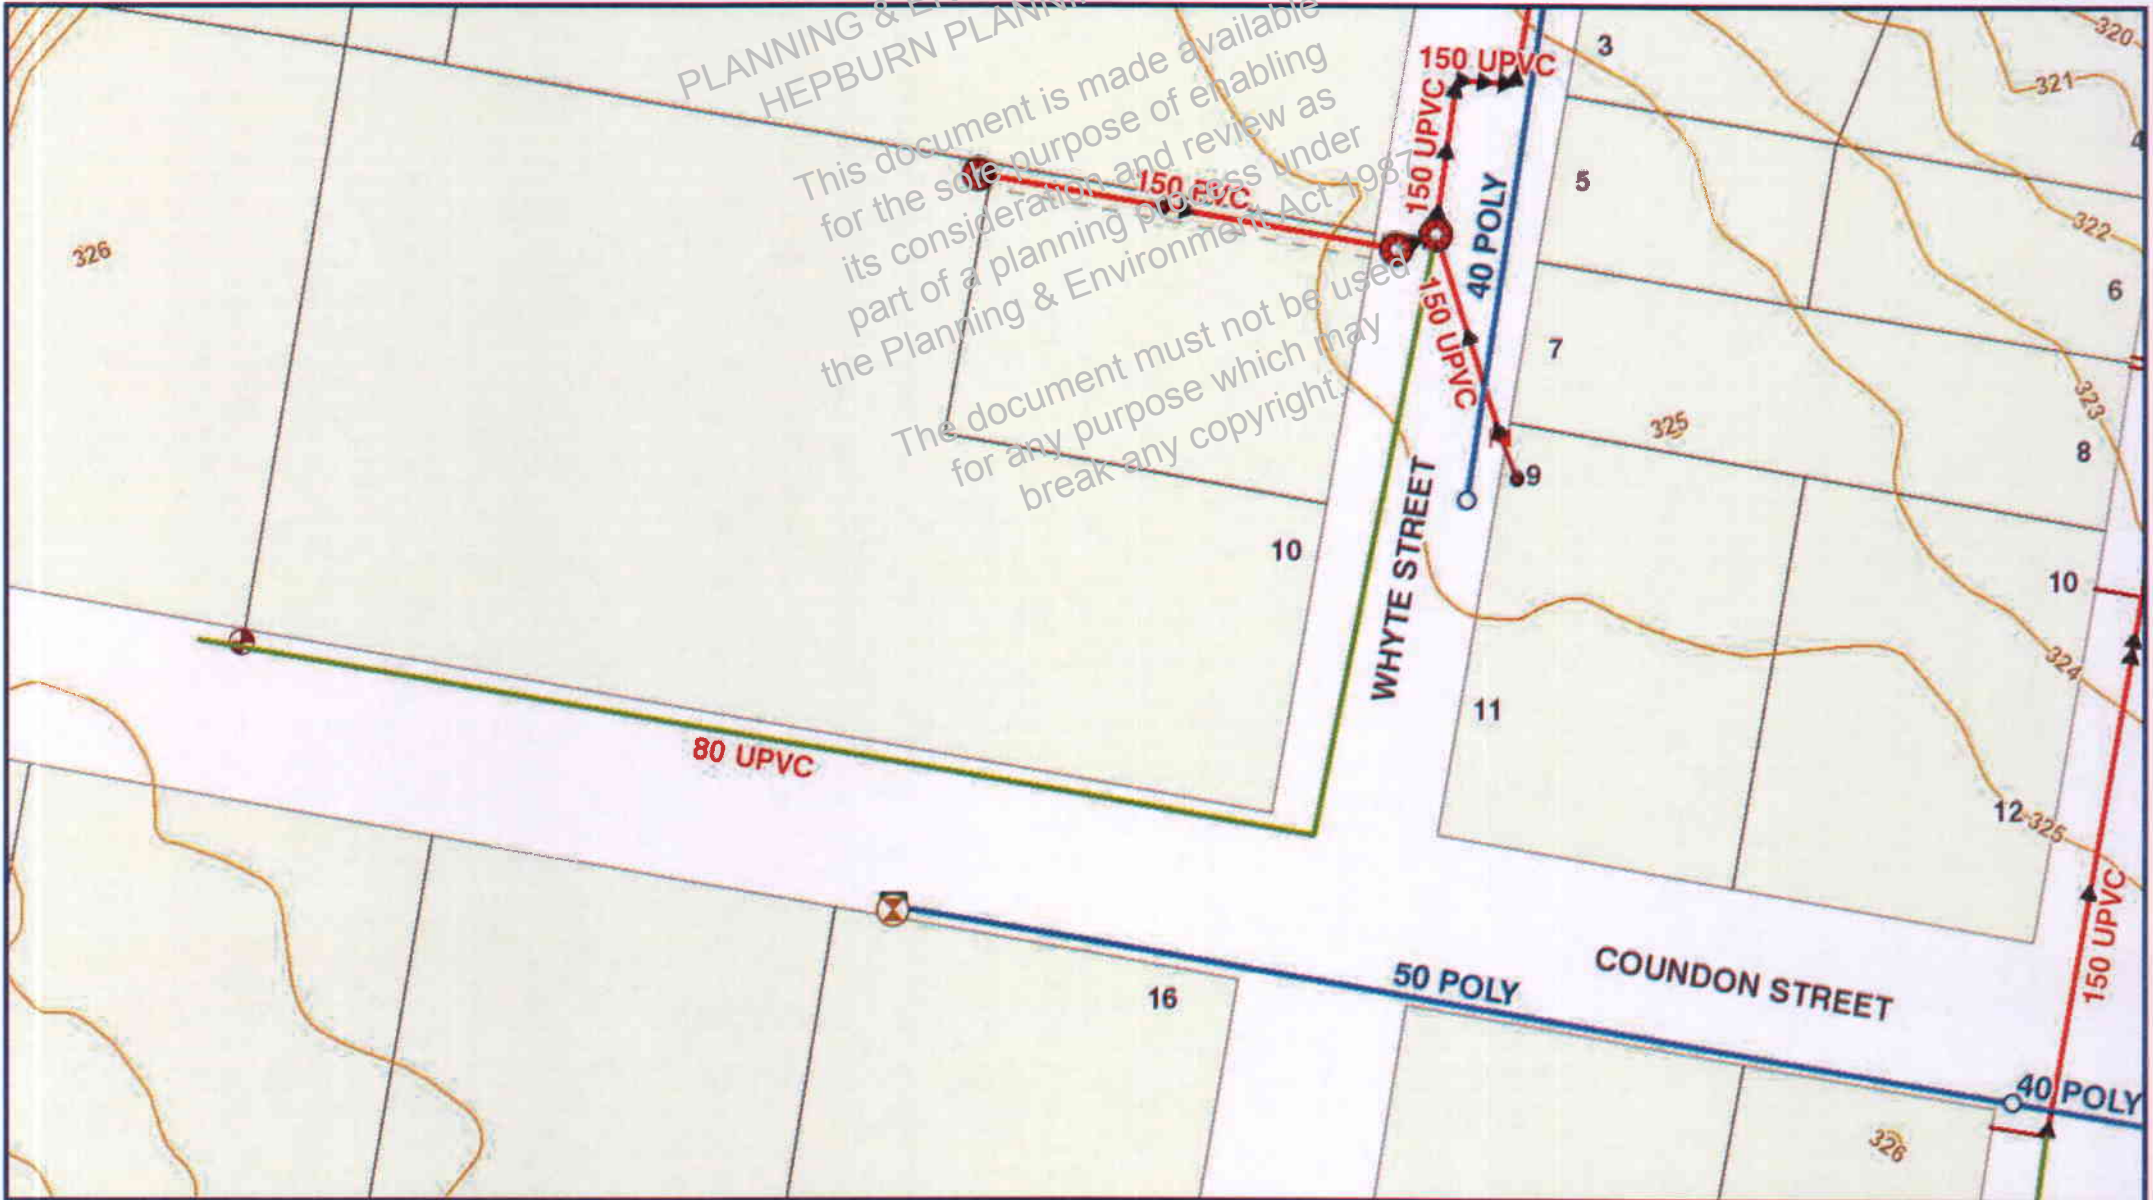 PLANNING &
HEPBURN
This document is made available
for the sole purpose of enabling
its consideration and review as
part of a planning process under
the Planning & Environment Act 1987
The document must not be used
for any purpose which may
break any copyright.
150 UPVC
150 UPVC
150 PVC
40 POLY
150 UPVC
WHYTE STREET
80 UPVC
50 POLY
COUNDON STREET
40 POLY
150 UPVC
3
5
7
9
11
4
6
8
10
12
10
16
320
321
322
323
324
325
325
326
326